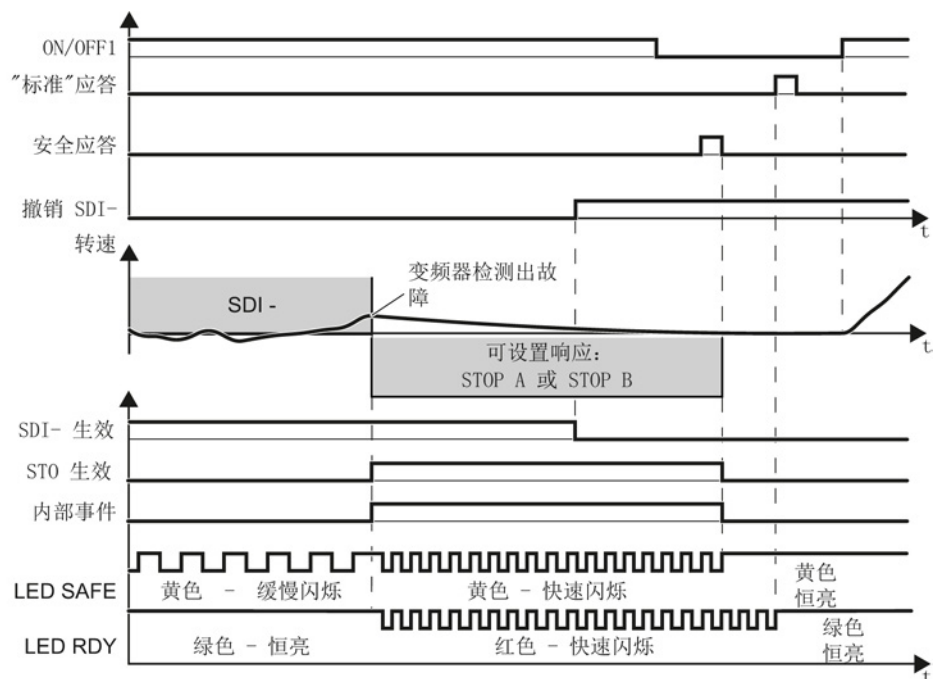 ON/OFF1
"标准"应答
安全应答
撤销 SDI-
t
转速
变频器检测出故
障
SDI -
t
可设置响应:
STOP A 或 STOP B
SDI- 生效
STO 生效
内部事件
LED SAFE
黄色 - 缓慢闪烁
黄色 - 快速闪烁
黄色
恒亮
LED RDY
绿色 - 恒亮
红色 - 快速闪烁
绿色
恒亮
t